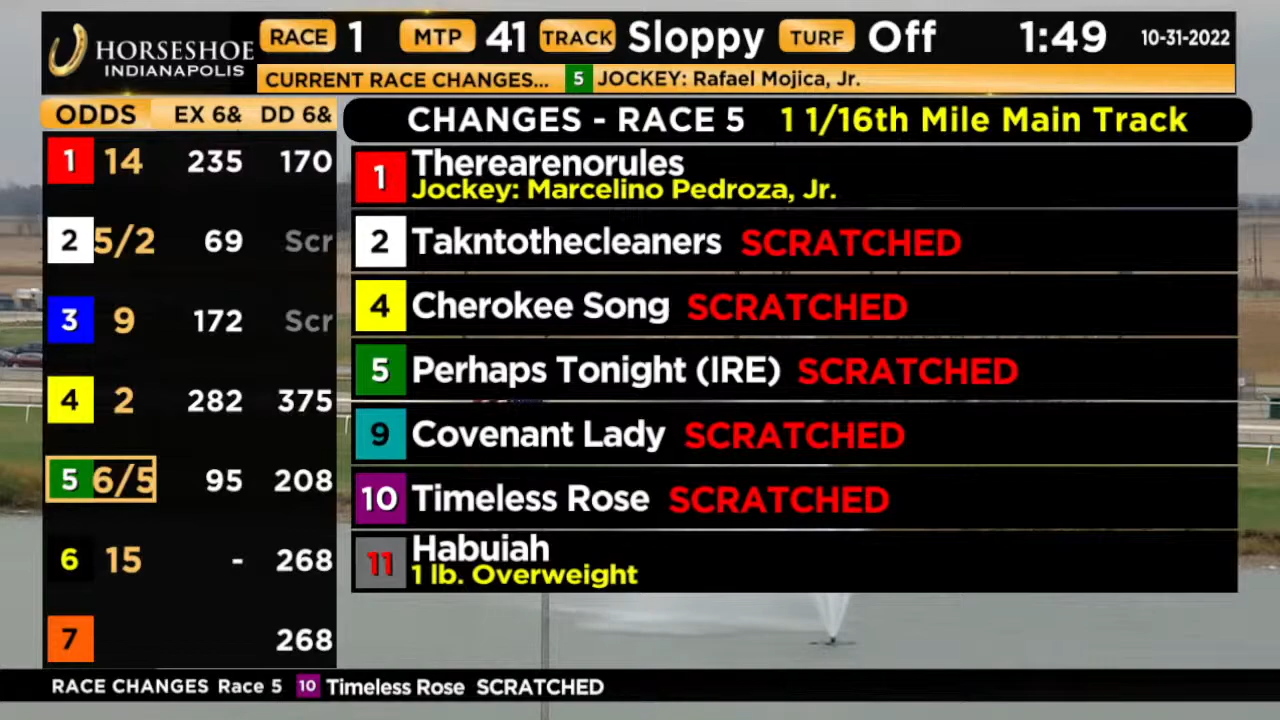 HORSESHOE
INDIANAPOLIS
RACE 1 MTP 41 TRACK Sloppy TURF Off 1:49 10-31-2022
CURRENT RACE CHANGES... 5 JOCKEY: Rafael Mojica, Jr.
ODDS EX 6& DD 6&
1 14 235 170
2 5/2 69 Scr
3 9 172 Scr
4 2 282 375
5 6/5 95 208
6 15 - 268
7 268
CHANGES - RACE 5 1 1/16th Mile Main Track
1 Therearenorules
Jockey: Marcelino Pedroza, Jr.
2 Takntothecleaners SCRATCHED
4 Cherokee Song SCRATCHED
5 Perhaps Tonight (IRE) SCRATCHED
9 Covenant Lady SCRATCHED
10 Timeless Rose SCRATCHED
11 Habuiah
1 lb. Overweight
RACE CHANGES Race 5 10 Timeless Rose SCRATCHED